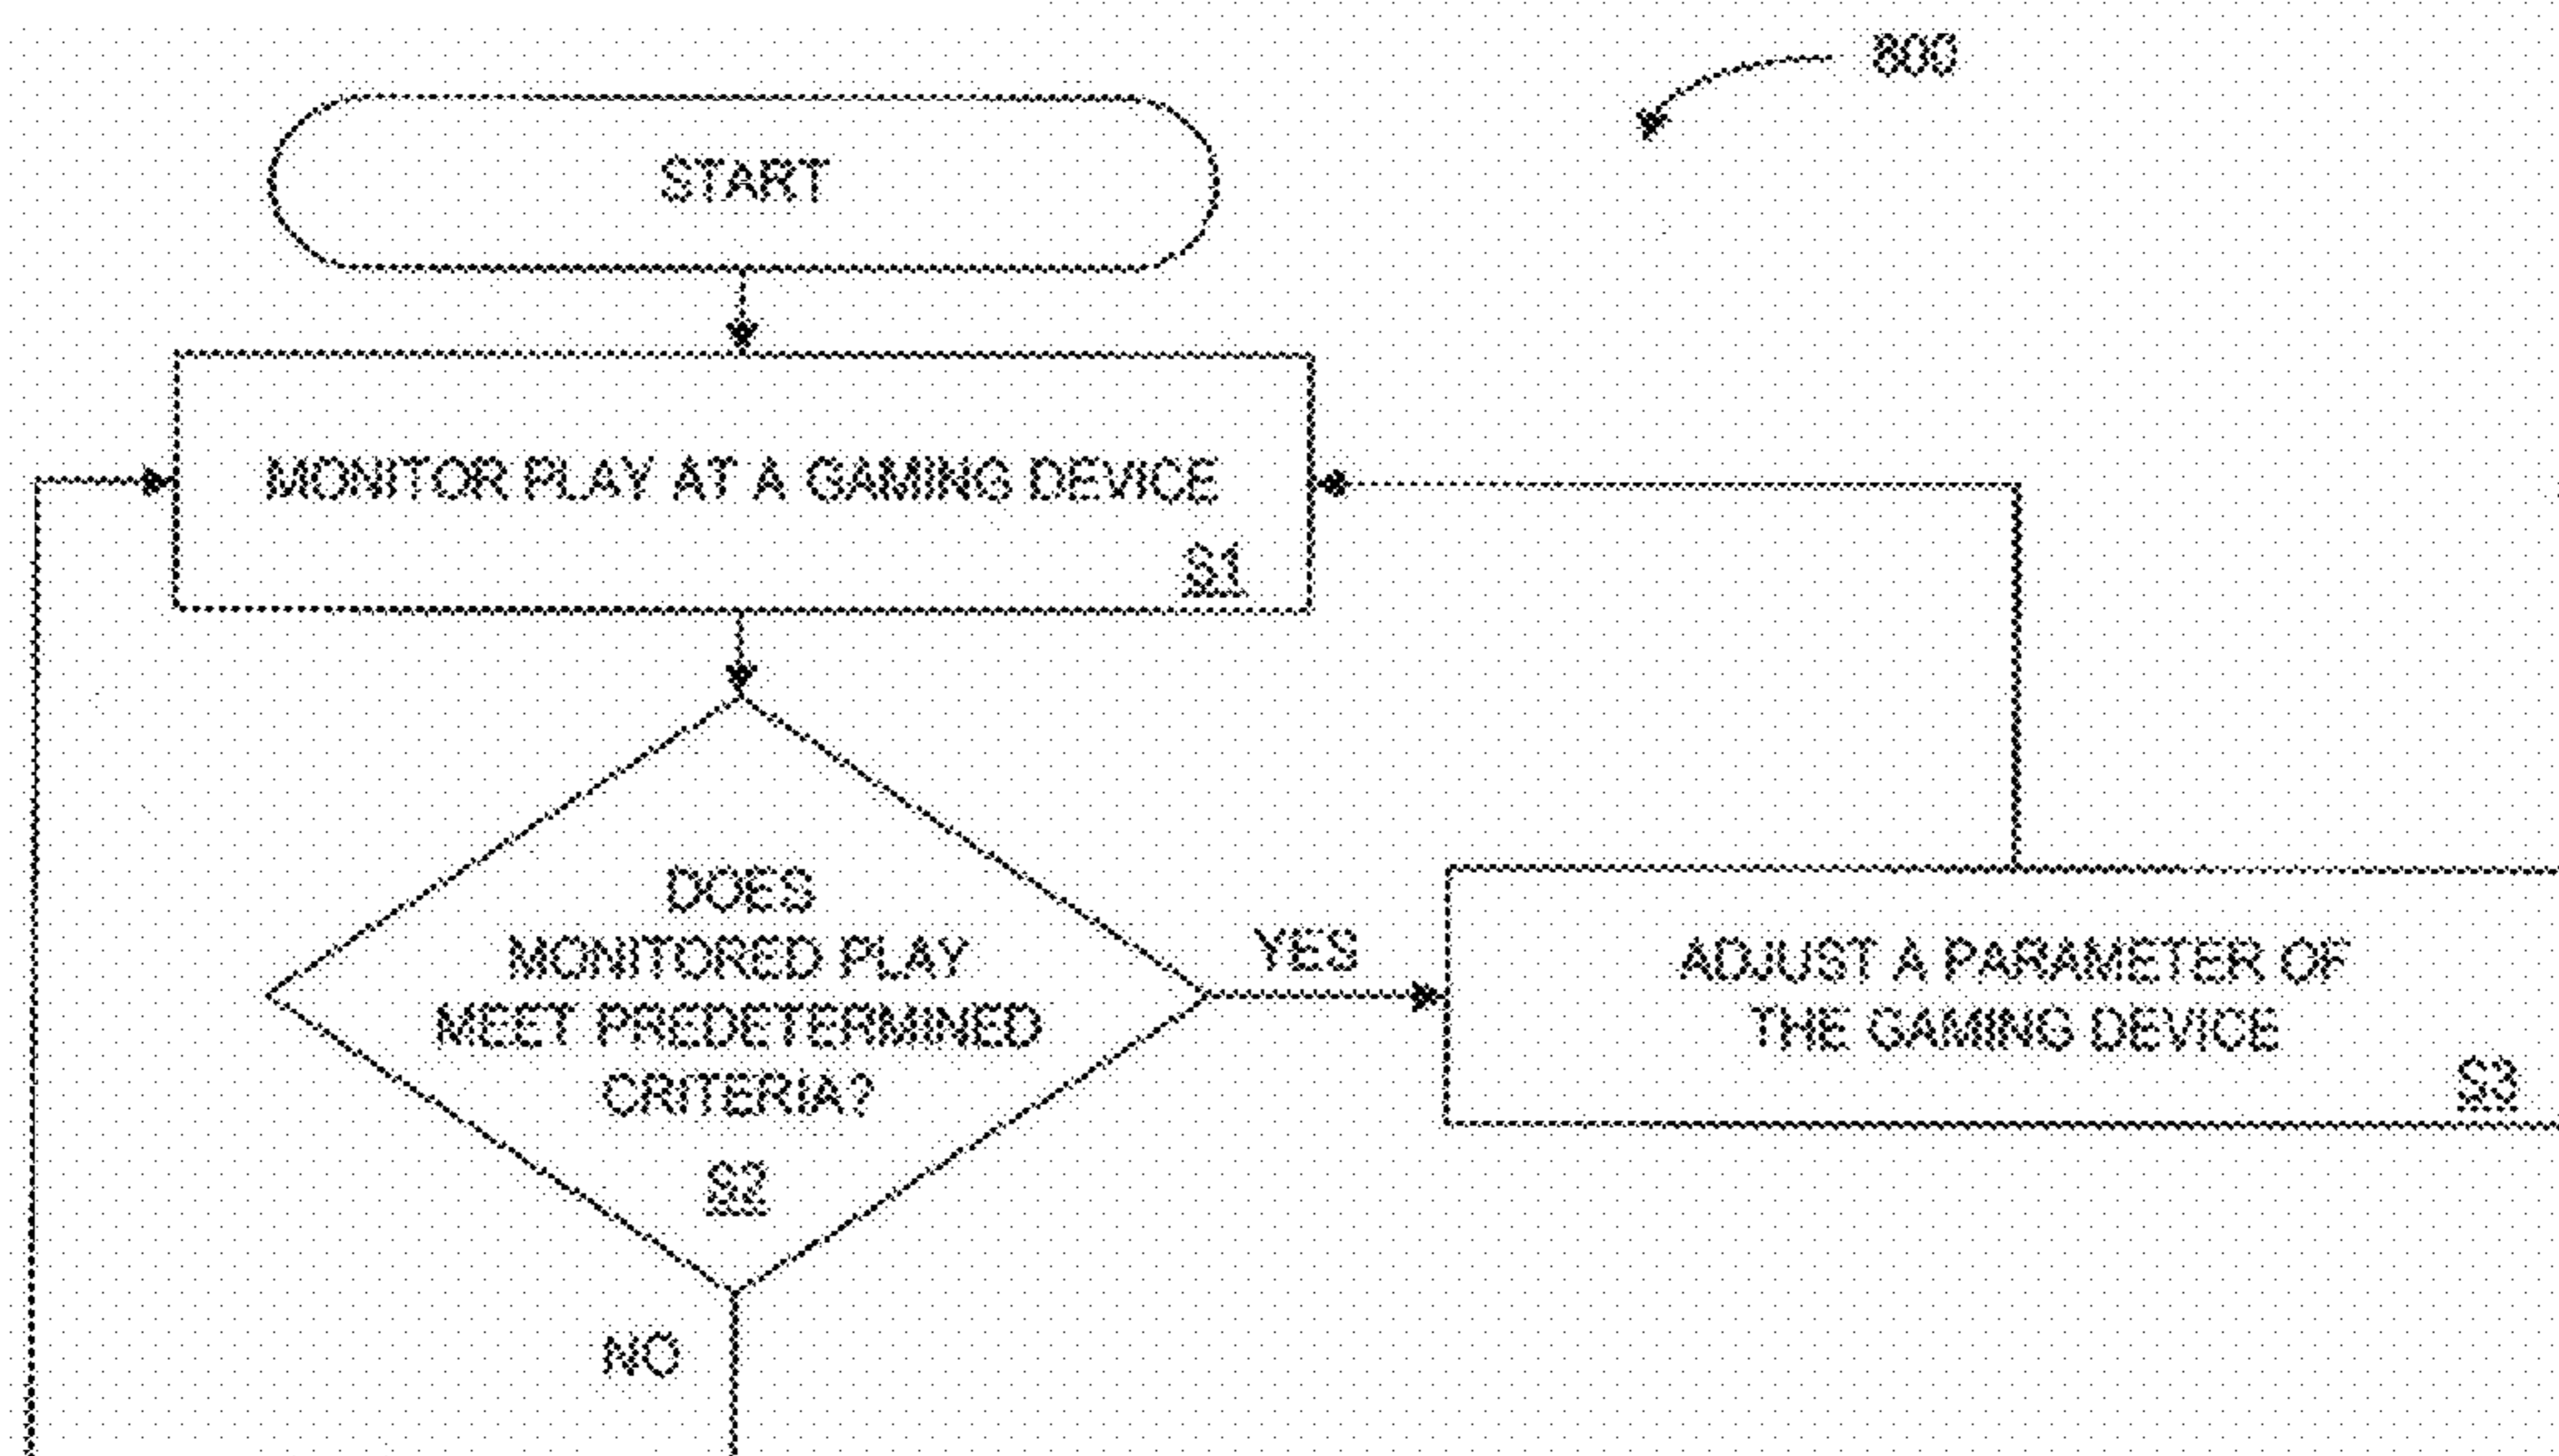 800
START
MONITOR PLAY AT A GAMING DEVICE
S1
DOES
MONITORED PLAY
MEET PREDETERMINED
CRITERIA?
S2
YES
ADJUST A PARAMETER OF
THE GAMING DEVICE
S3
NO